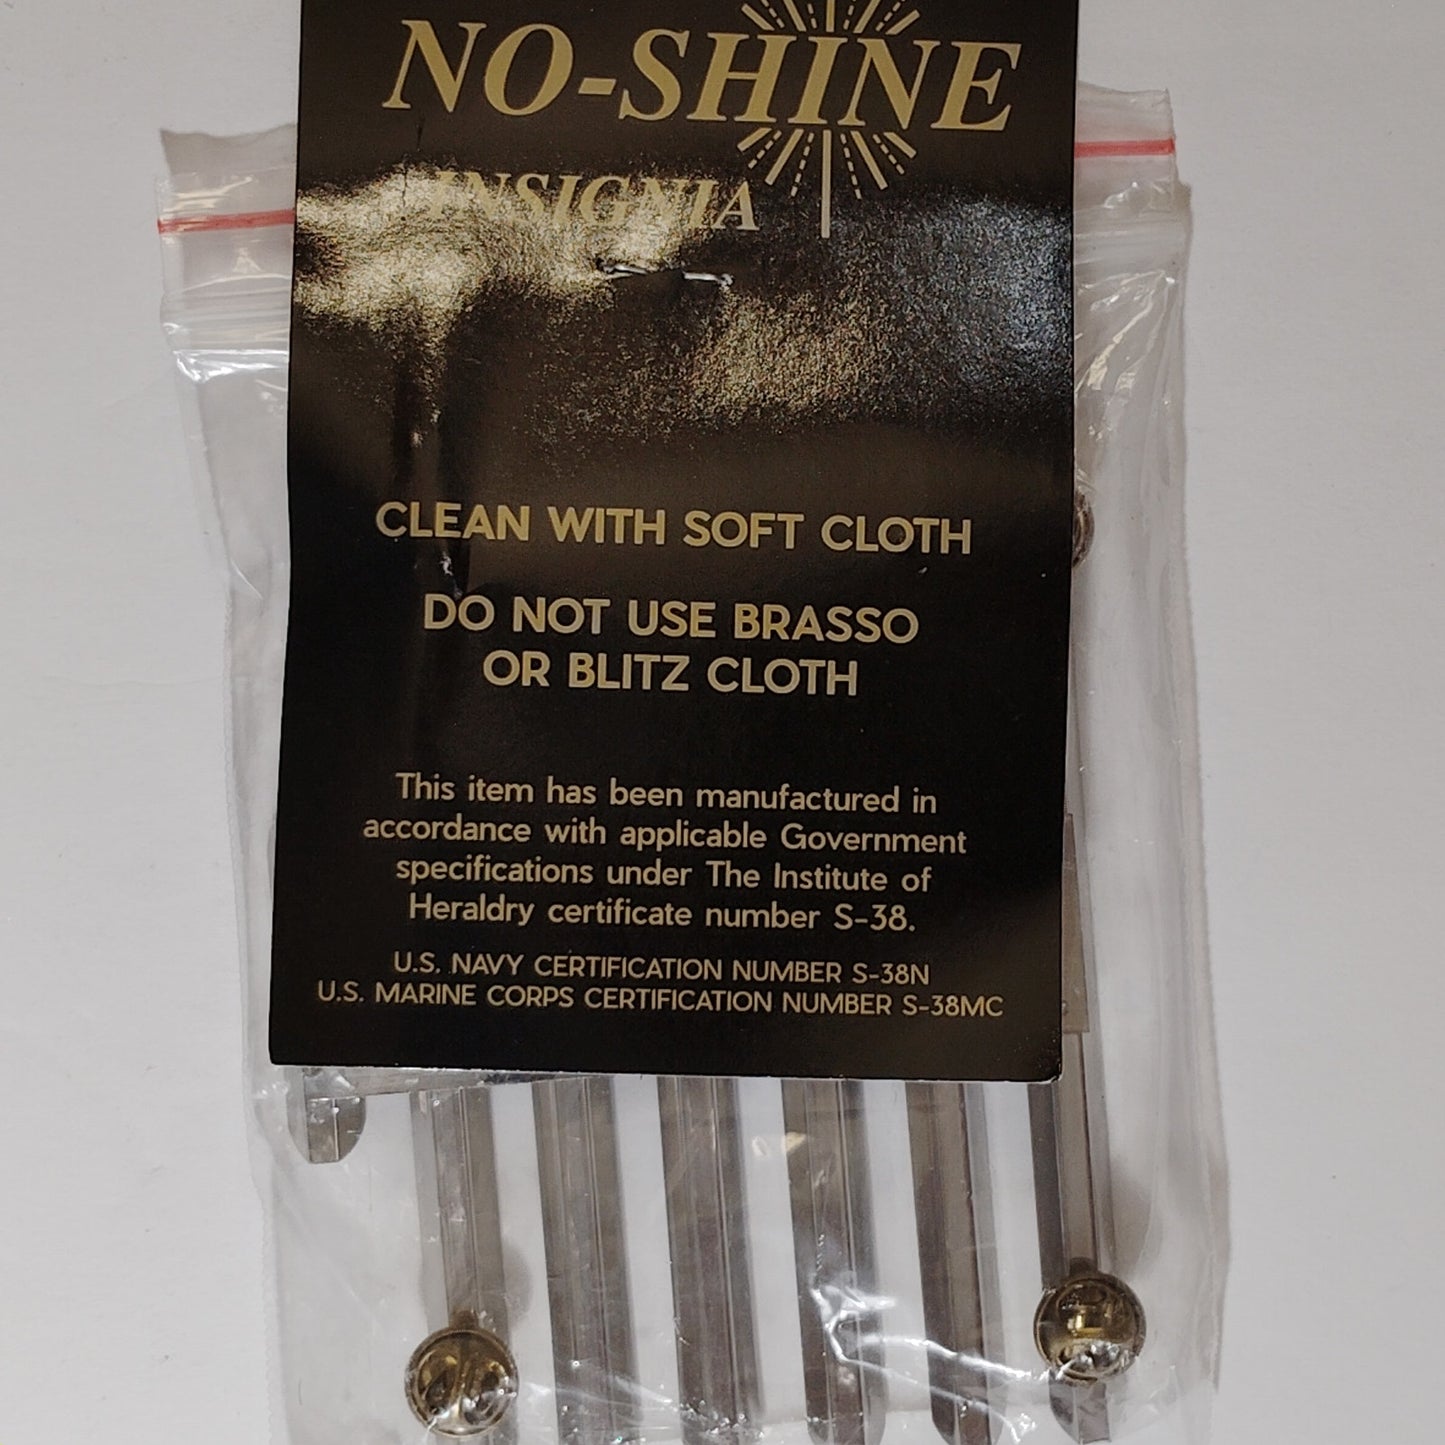 NO-SHINE
INSIGNIA
CLEAN WITH SOFT CLOTH
DO NOT USE BRASSO
OR BLITZ CLOTH
This item has been manufactured in
accordance with applicable Government
specifications under The Institute of
Heraldry certificate number S-38.
U.S. NAVY CERTIFICATION NUMBER S-38N
U.S. MARINE CORPS CERTIFICATION NUMBER S-38MC